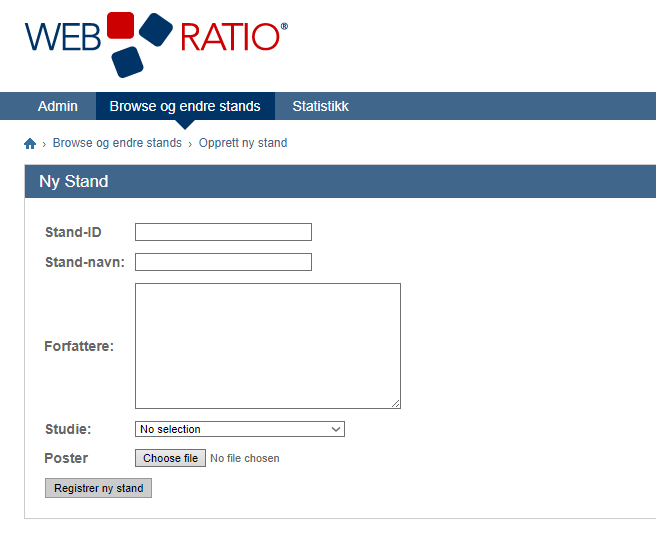 WEB RATIO®
Admin Browse og endre stands Statistikk
› Browse og endre stands › Opprett ny stand
Ny Stand
Stand-ID
Stand-navn:
Forfattere:
Studie: No selection
Poster Choose file No file chosen
Registrer ny stand